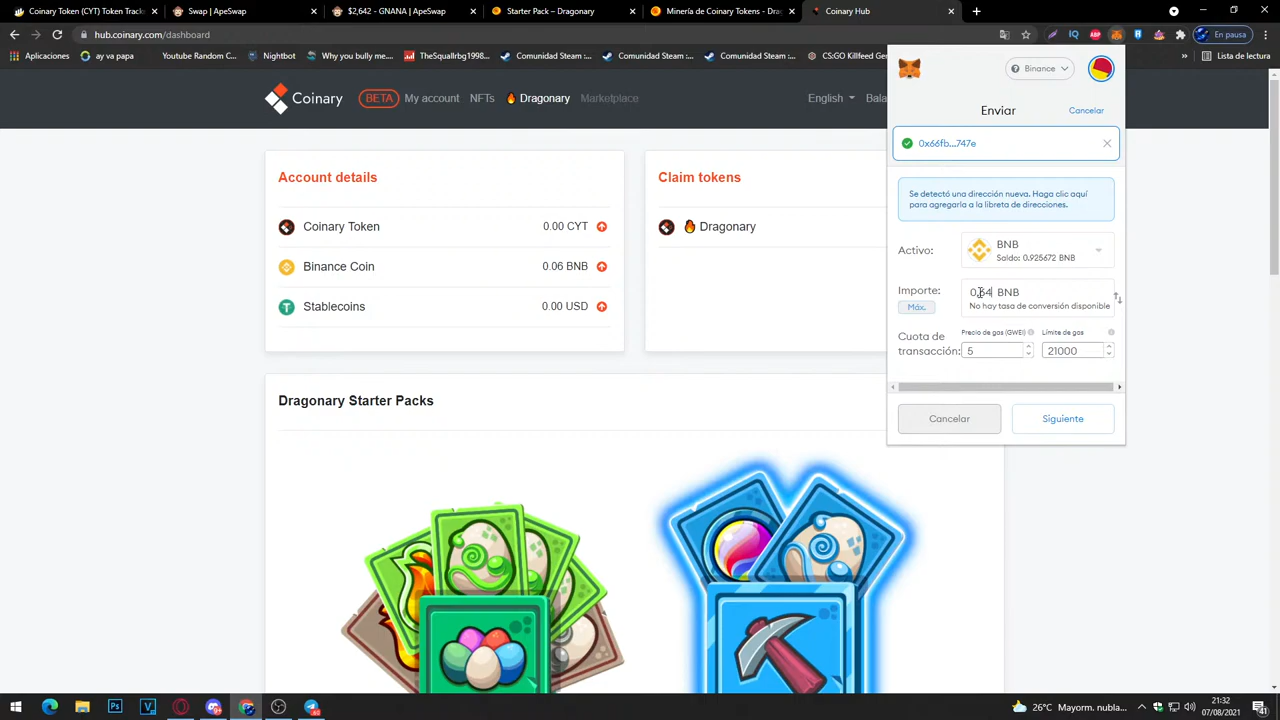 Coinary Token (CYT) Token Track
Swap | ApeSwap
$2,642 - GNANA | ApeSwap
Starter Pack – Dragonary
Minería de Coinary Tokens - Drag
Coinary Hub
hub.coinary.com/dashboard
En pausa
Aplicaciones
ay va papa
YouTube
Nightbot
Why you bully me...
TheSquallrbg1998...
Comunidad Steam :...
Comunidad Steam :...
Comunidad Steam :...
CS:GO Killfeed Gen
Lista de lectura
Coinary
BETA
My account
NFTs
Dragonary
Marketplace
English
Bala
Account details
Coinary Token
0.00 CYT
Binance Coin
0.06 BNB
Stablecoins
0.00 USD
Claim tokens
Dragonary
Dragonary Starter Packs
Binance
Enviar
Cancelar
0x66fb...747e
Se detectó una dirección nueva. Haga clic aquí
para agregarla a la libreta de direcciones.
Activo:
BNB
Saldo: 0.925672 BNB
Importe:
Máx.
BNB
No hay tasa de conversión disponible
Cuota de
transacción:
Precio de gas (GWEI)
5
Límite de gas
21000
Cancelar
Siguiente
26°C
Mayorm. nubla...
21:32
07/08/2021